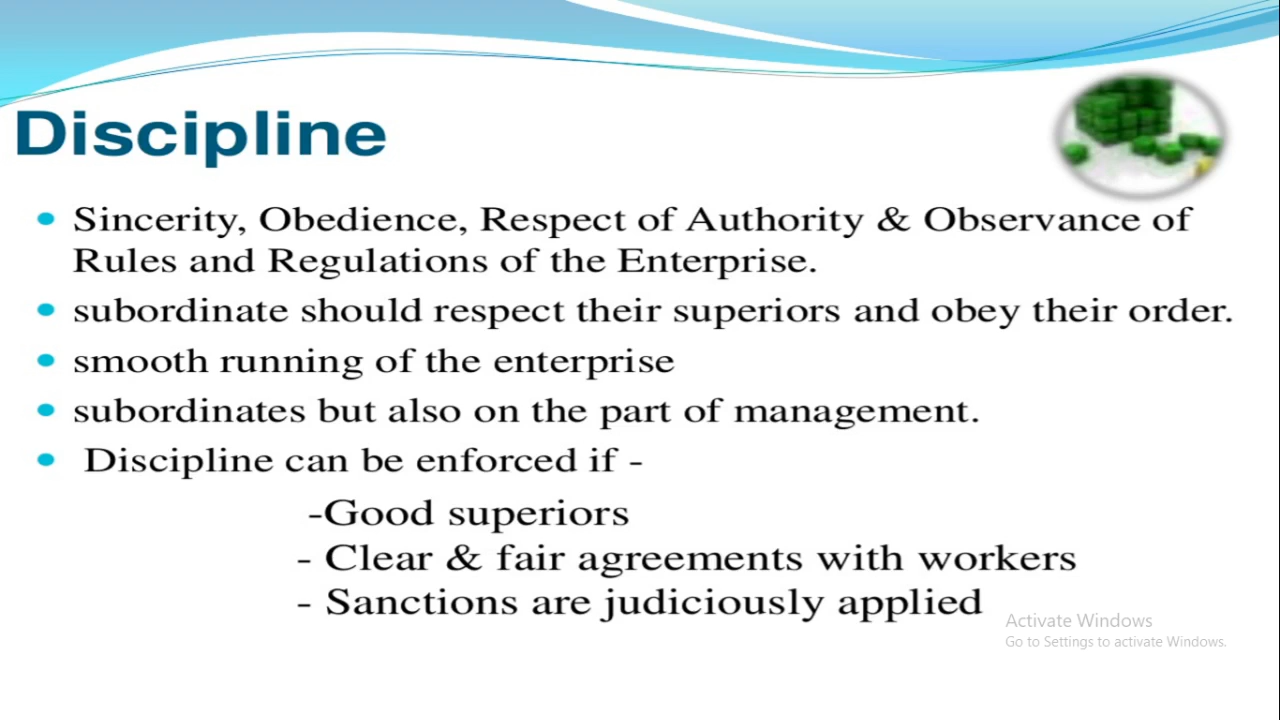 Discipline
• Sincerity, Obedience, Respect of Authority & Observance of
Rules and Regulations of the Enterprise.
• subordinate should respect their superiors and obey their order.
• smooth running of the enterprise
• subordinates but also on the part of management.
• Discipline can be enforced if -
-Good superiors
- Clear & fair agreements with workers
- Sanctions are judiciously applied
Activate Windows
Go to Settings to activate Windows.